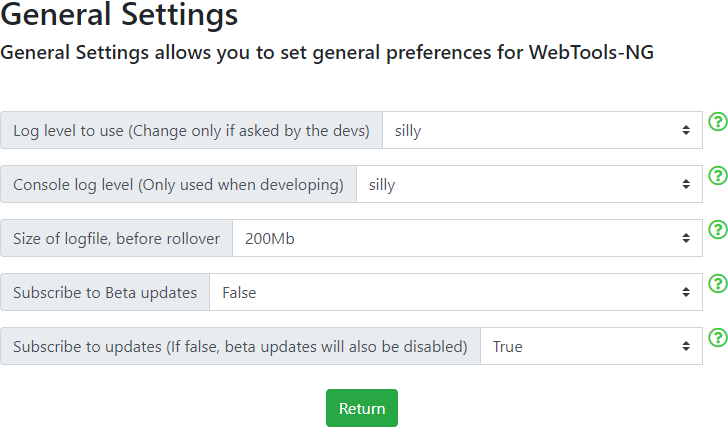 General Settings
General Settings allows you to set general preferences for WebTools-NG
Log level to use (Change only if asked by the devs) silly
Console log level (Only used when developing) silly
Size of logfile, before rollover 200Mb
Subscribe to Beta updates False
Subscribe to updates (If false, beta updates will also be disabled) True
Return